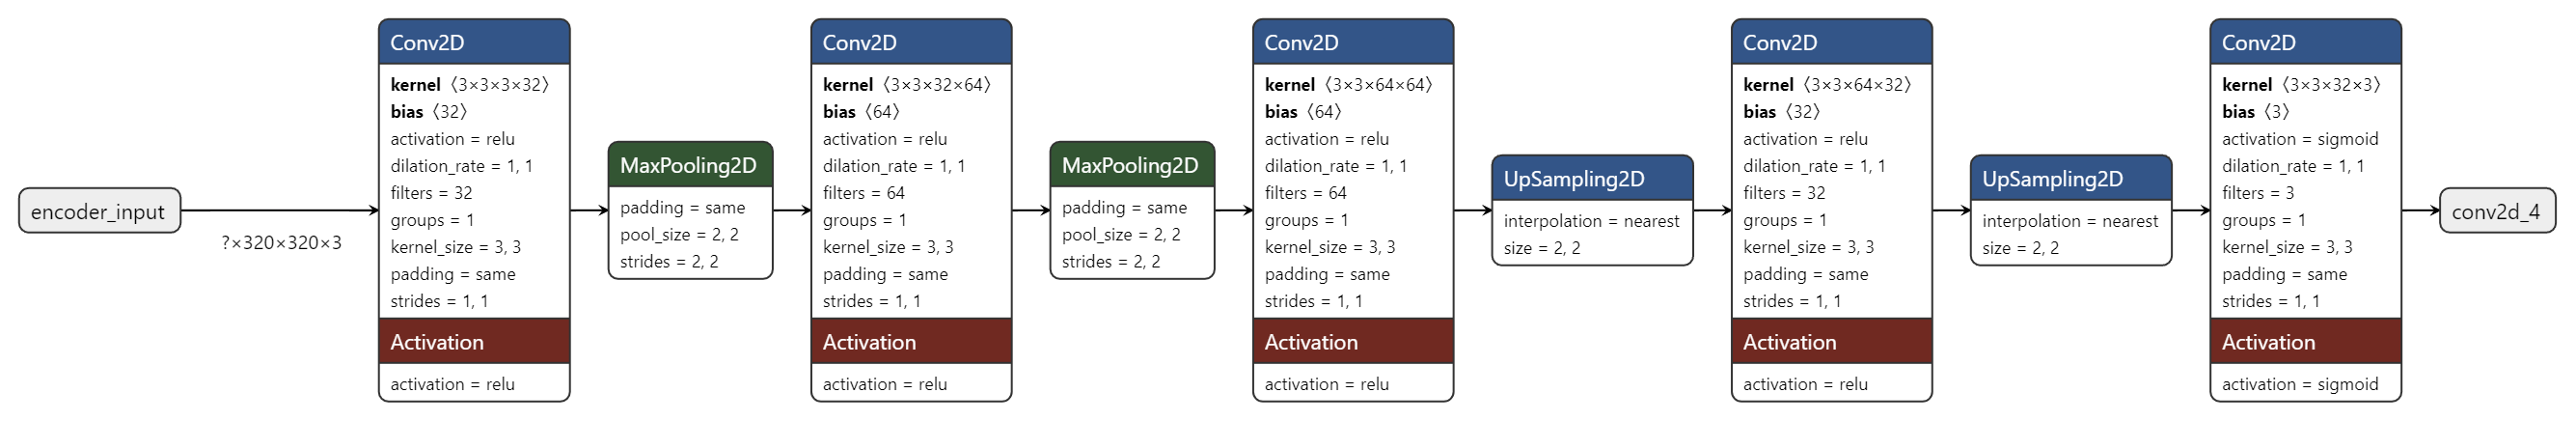 encoder_input
?×320×320×3
Conv2D
kernel 〈3×3×3×32〉
bias 〈32〉
activation = relu
dilation_rate = 1, 1
filters = 32
groups = 1
kernel_size = 3, 3
padding = same
strides = 1, 1
Activation
activation = relu
MaxPooling2D
padding = same
pool_size = 2, 2
strides = 2, 2
Conv2D
kernel 〈3×3×32×64〉
bias 〈64〉
activation = relu
dilation_rate = 1, 1
filters = 64
groups = 1
kernel_size = 3, 3
padding = same
strides = 1, 1
Activation
activation = relu
MaxPooling2D
padding = same
pool_size = 2, 2
strides = 2, 2
Conv2D
kernel 〈3×3×64×64〉
bias 〈64〉
activation = relu
dilation_rate = 1, 1
filters = 64
groups = 1
kernel_size = 3, 3
padding = same
strides = 1, 1
Activation
activation = relu
UpSampling2D
interpolation = nearest
size = 2, 2
Conv2D
kernel 〈3×3×64×32〉
bias 〈32〉
activation = relu
dilation_rate = 1, 1
filters = 32
groups = 1
kernel_size = 3, 3
padding = same
strides = 1, 1
Activation
activation = relu
UpSampling2D
interpolation = nearest
size = 2, 2
Conv2D
kernel 〈3×3×32×3〉
bias 〈3〉
activation = sigmoid
dilation_rate = 1, 1
filters = 3
groups = 1
kernel_size = 3, 3
padding = same
strides = 1, 1
Activation
activation = sigmoid
conv2d_4